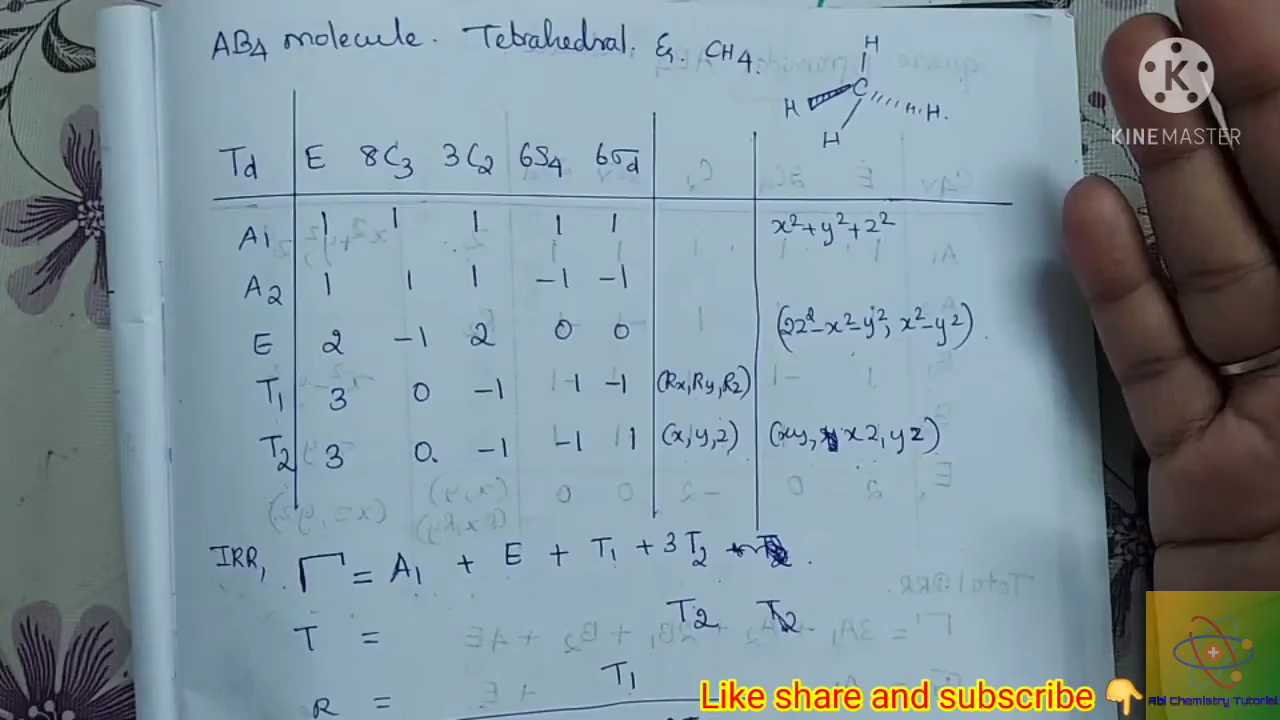 AB4 molecule. Tetrahedral. Eg. CH4.
H
C
H H.
H
Td E 8C3 3C2 6S4 6σd
A1 1 1 1 1 1 x²+y²+z²
A2 1 1 1 -1 -1
E 2 -1 2 0 0 (2z²-x²-y², x²-y²).
T1 3 0 -1 1 -1 (Rx, Ry, Rz)
T2 3 0. -1 -1 1 (x, y, z) (xy, xz, yz)
IRR, Γ = A1 + E + T1 + 3T2
T = T2
R = T1
KINEMASTER
Like share and subscribe 👇
Abi Chemistry Tutorial